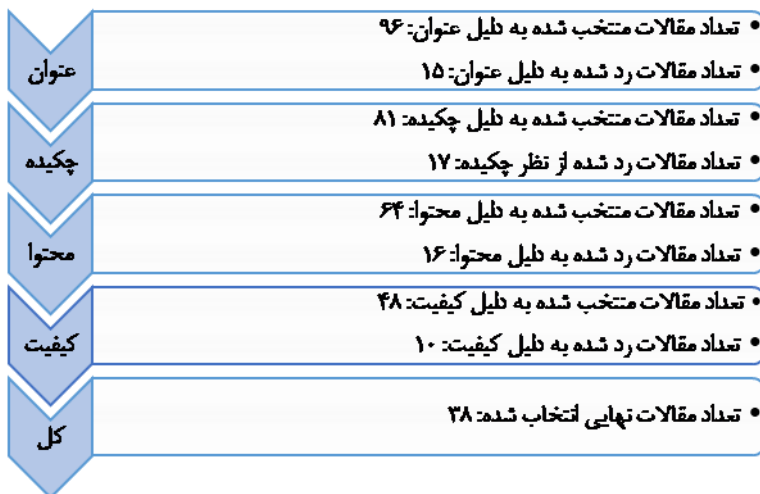 عنوان
• تعداد مقالات منتخب شده به دلیل عنوان: ۹۶
• تعداد مقالات رد شده به دلیل عنوان: ۱۵
چکیده
• تعداد مقالات منتخب شده به دلیل چکیده: ۸۱
• تعداد مقالات رد شده از نظر چکیده: ۱۷
محتوا
• تعداد مقالات منتخب شده به دلیل محتوا: ۶۴
• تعداد مقالات رد شده به دلیل محتوا: ۱۶
کیفیت
• تعداد مقالات منتخب شده به دلیل کیفیت: ۴۸
• تعداد مقالات رد شده به دلیل کیفیت: ۱۰
کل
• تعداد مقالات نهایی انتخاب شده: ۳۸